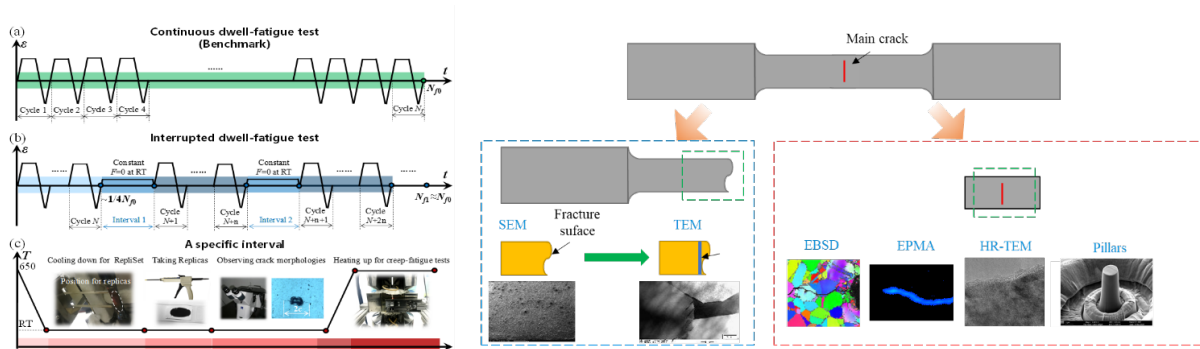 (a)
Continuous dwell-fatigue test
(Benchmark)
ε
......
t
N_f0
Cycle 1
Cycle 2
Cycle 3
Cycle 4
Cycle N_f
(b)
Interrupted dwell-fatigue test
ε
Constant
F=0 at RT
Constant
F=0 at RT
......
......
......
......
t
~1/4N_f0
N_f1≈N_f0
Cycle N
Interval 1
Cycle
N+1
Cycle
N+n
Interval 2
Cycle
N+n+1
Cycle
N+2n
(c)
A specific interval
T
650
RT
Cooling down for RepliSet
Taking Replicas
Observing crack morphologies
Heating up for creep-fatigue tests
Position for replicas
t
Main crack
SEM
Fracture
suface
TEM
EBSD
EPMA
HR-TEM
Pillars